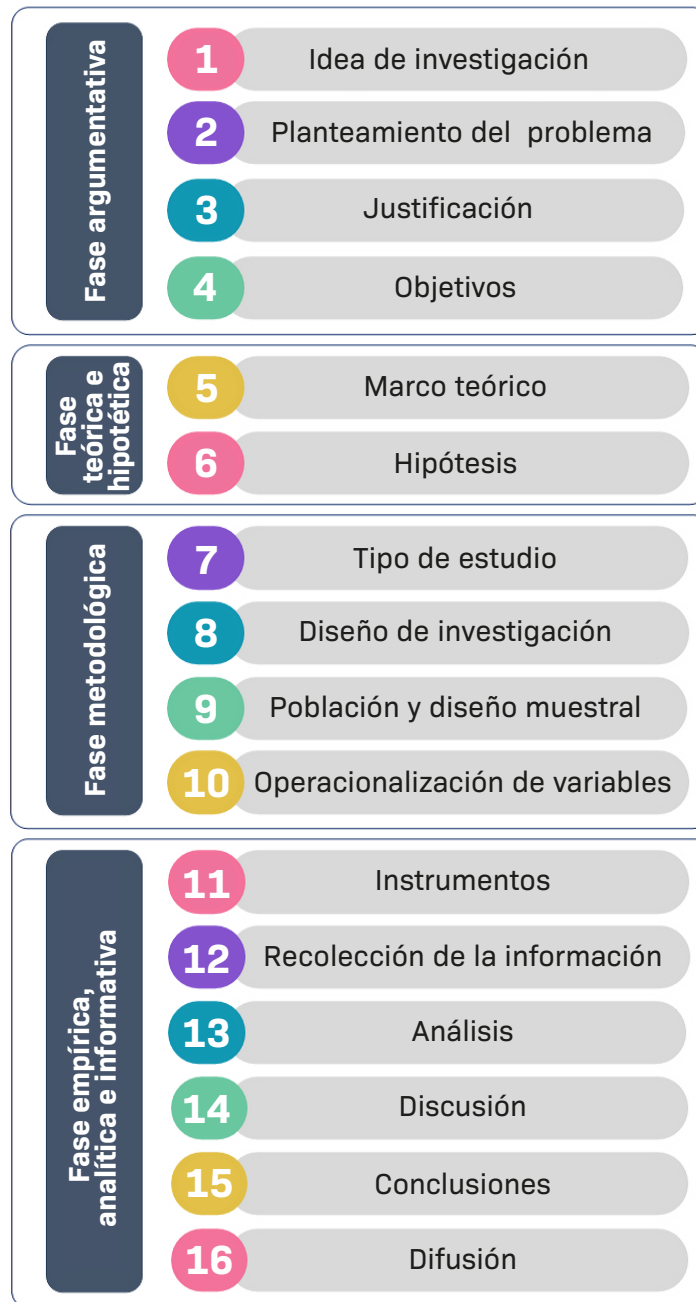 Fase argumentativa
1 Idea de investigación
2 Planteamiento del problema
3 Justificación
4 Objetivos
Fase
teórica e
hipotética
5 Marco teórico
6 Hipótesis
Fase metodológica
7 Tipo de estudio
8 Diseño de investigación
9 Población y diseño muestral
10 Operacionalización de variables
Fase empírica,
analítica e informativa
11 Instrumentos
12 Recolección de la información
13 Análisis
14 Discusión
15 Conclusiones
16 Difusión